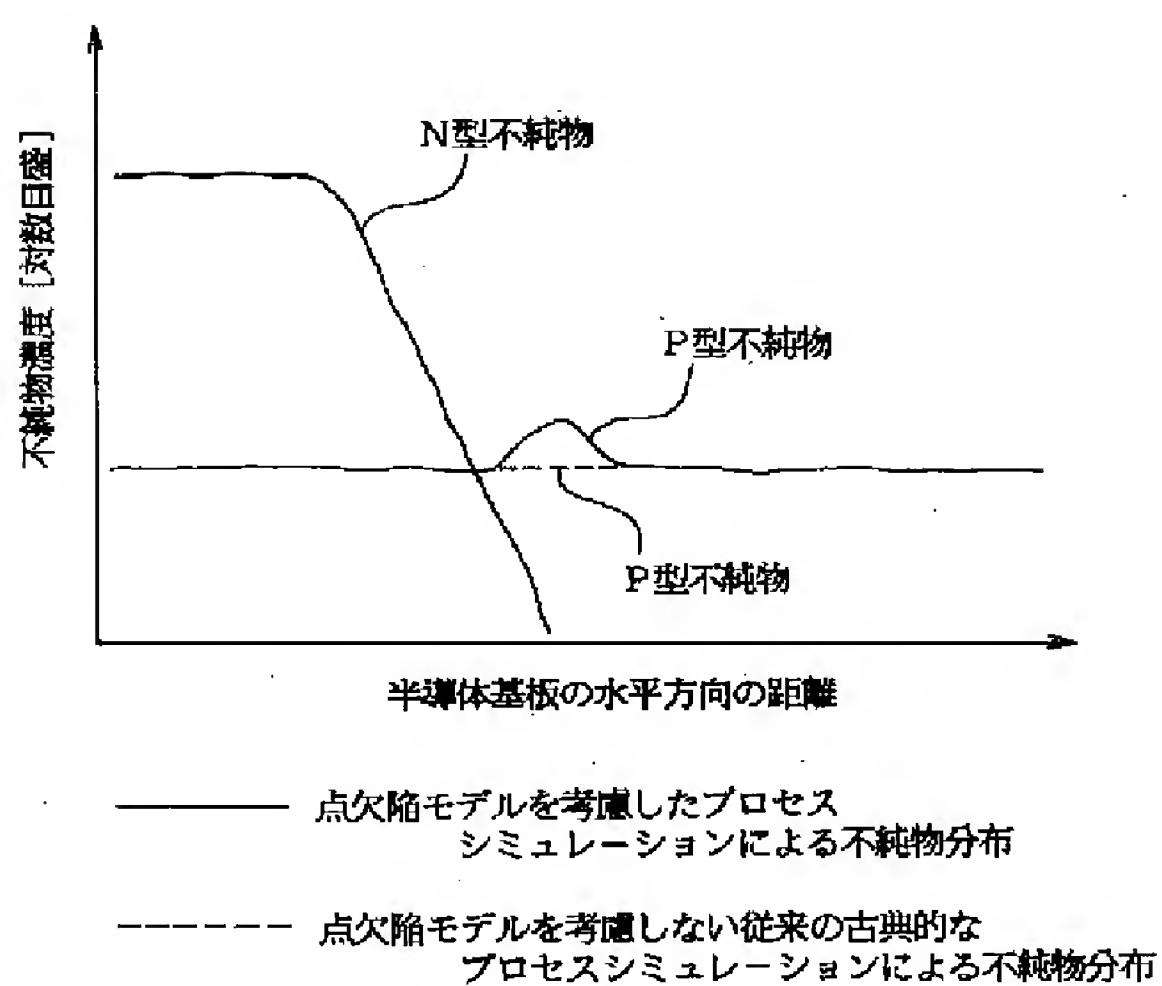 不純物濃度［対数目盛］
N型不純物
P型不純物
P型不純物
半導体基板の水平方向の距離
点欠陥モデルを考慮したプロセス
シミュレーションによる不純物分布
点欠陥モデルを考慮しない従来の古典的な
プロセスシミュレーションによる不純物分布